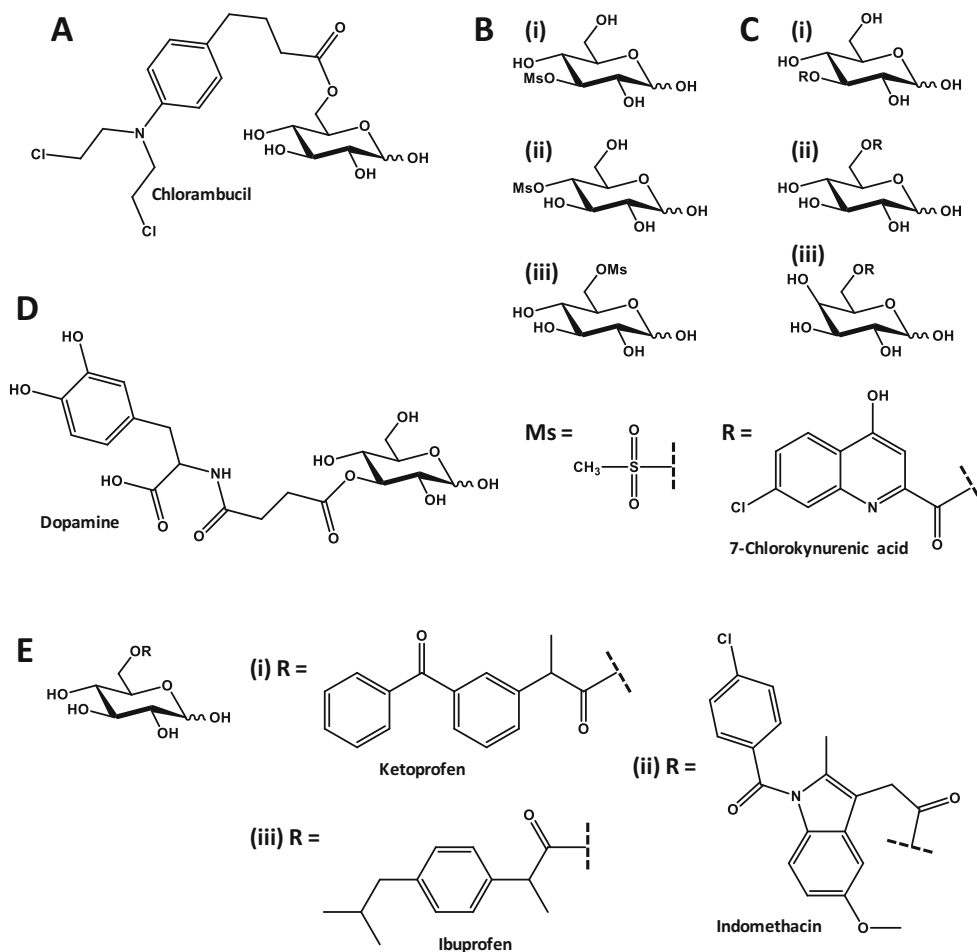 A
O
O
N
Cl
Cl
Chlorambucil
HO
HO
O
OH
OH
B
(i)
OH
HO
MsO
O
OH
OH
(ii)
OH
MsO
HO
O
OH
OH
(iii)
OMs
HO
HO
O
OH
OH
Ms =
O
CH3
S
O
C
(i)
OH
HO
RO
O
OH
OH
(ii)
OR
HO
HO
O
OH
OH
(iii)
HO
OR
O
HO
OH
OH
R =
OH
Cl
N
O
7-Chlorokynurenic acid
D
HO
HO
HO
O
NH
O
O
O
HO
OH
O
OH
OH
Dopamine
E
OR
HO
HO
O
OH
OH
(i) R =
O
O
Ketoprofen
(ii) R =
Cl
O
N
O
O
Indomethacin
(iii) R =
O
Ibuprofen